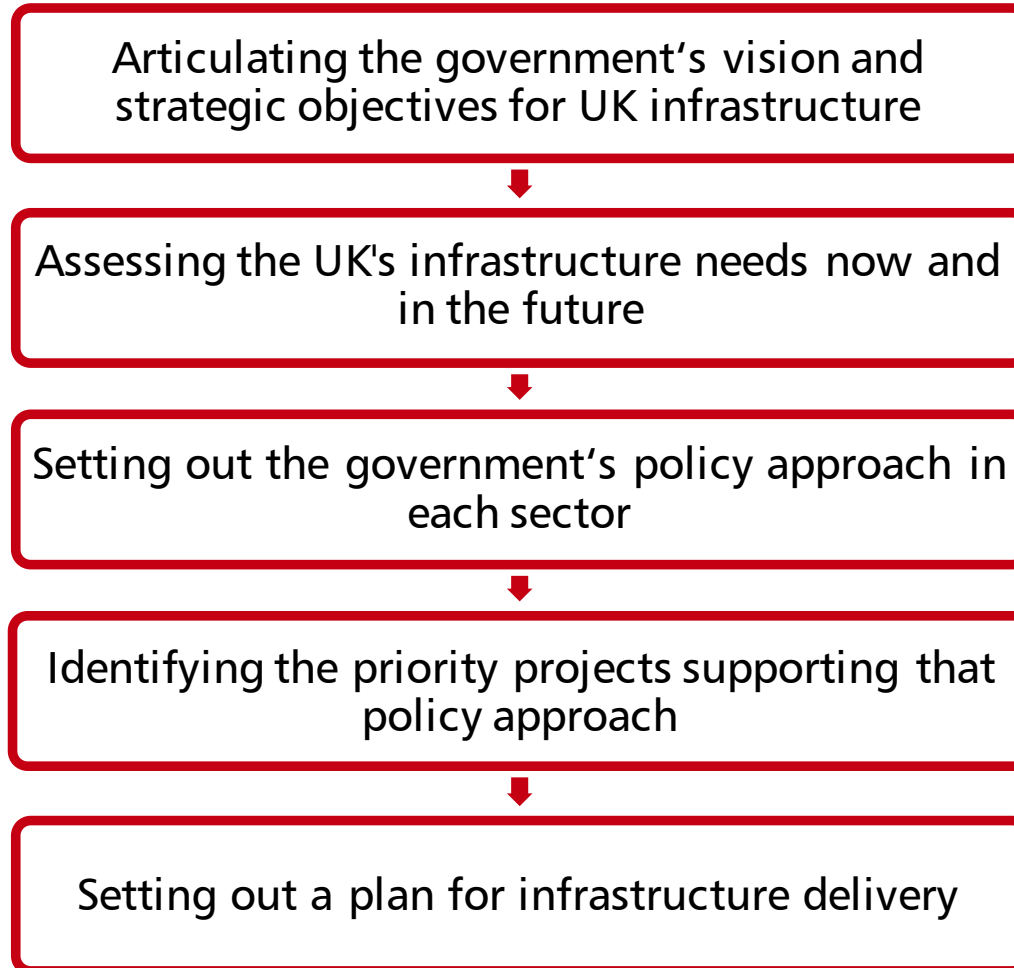 Articulating the government‘s vision and
strategic objectives for UK infrastructure
Assessing the UK's infrastructure needs now and
in the future
Setting out the government‘s policy approach in
each sector
Identifying the priority projects supporting that
policy approach
Setting out a plan for infrastructure delivery